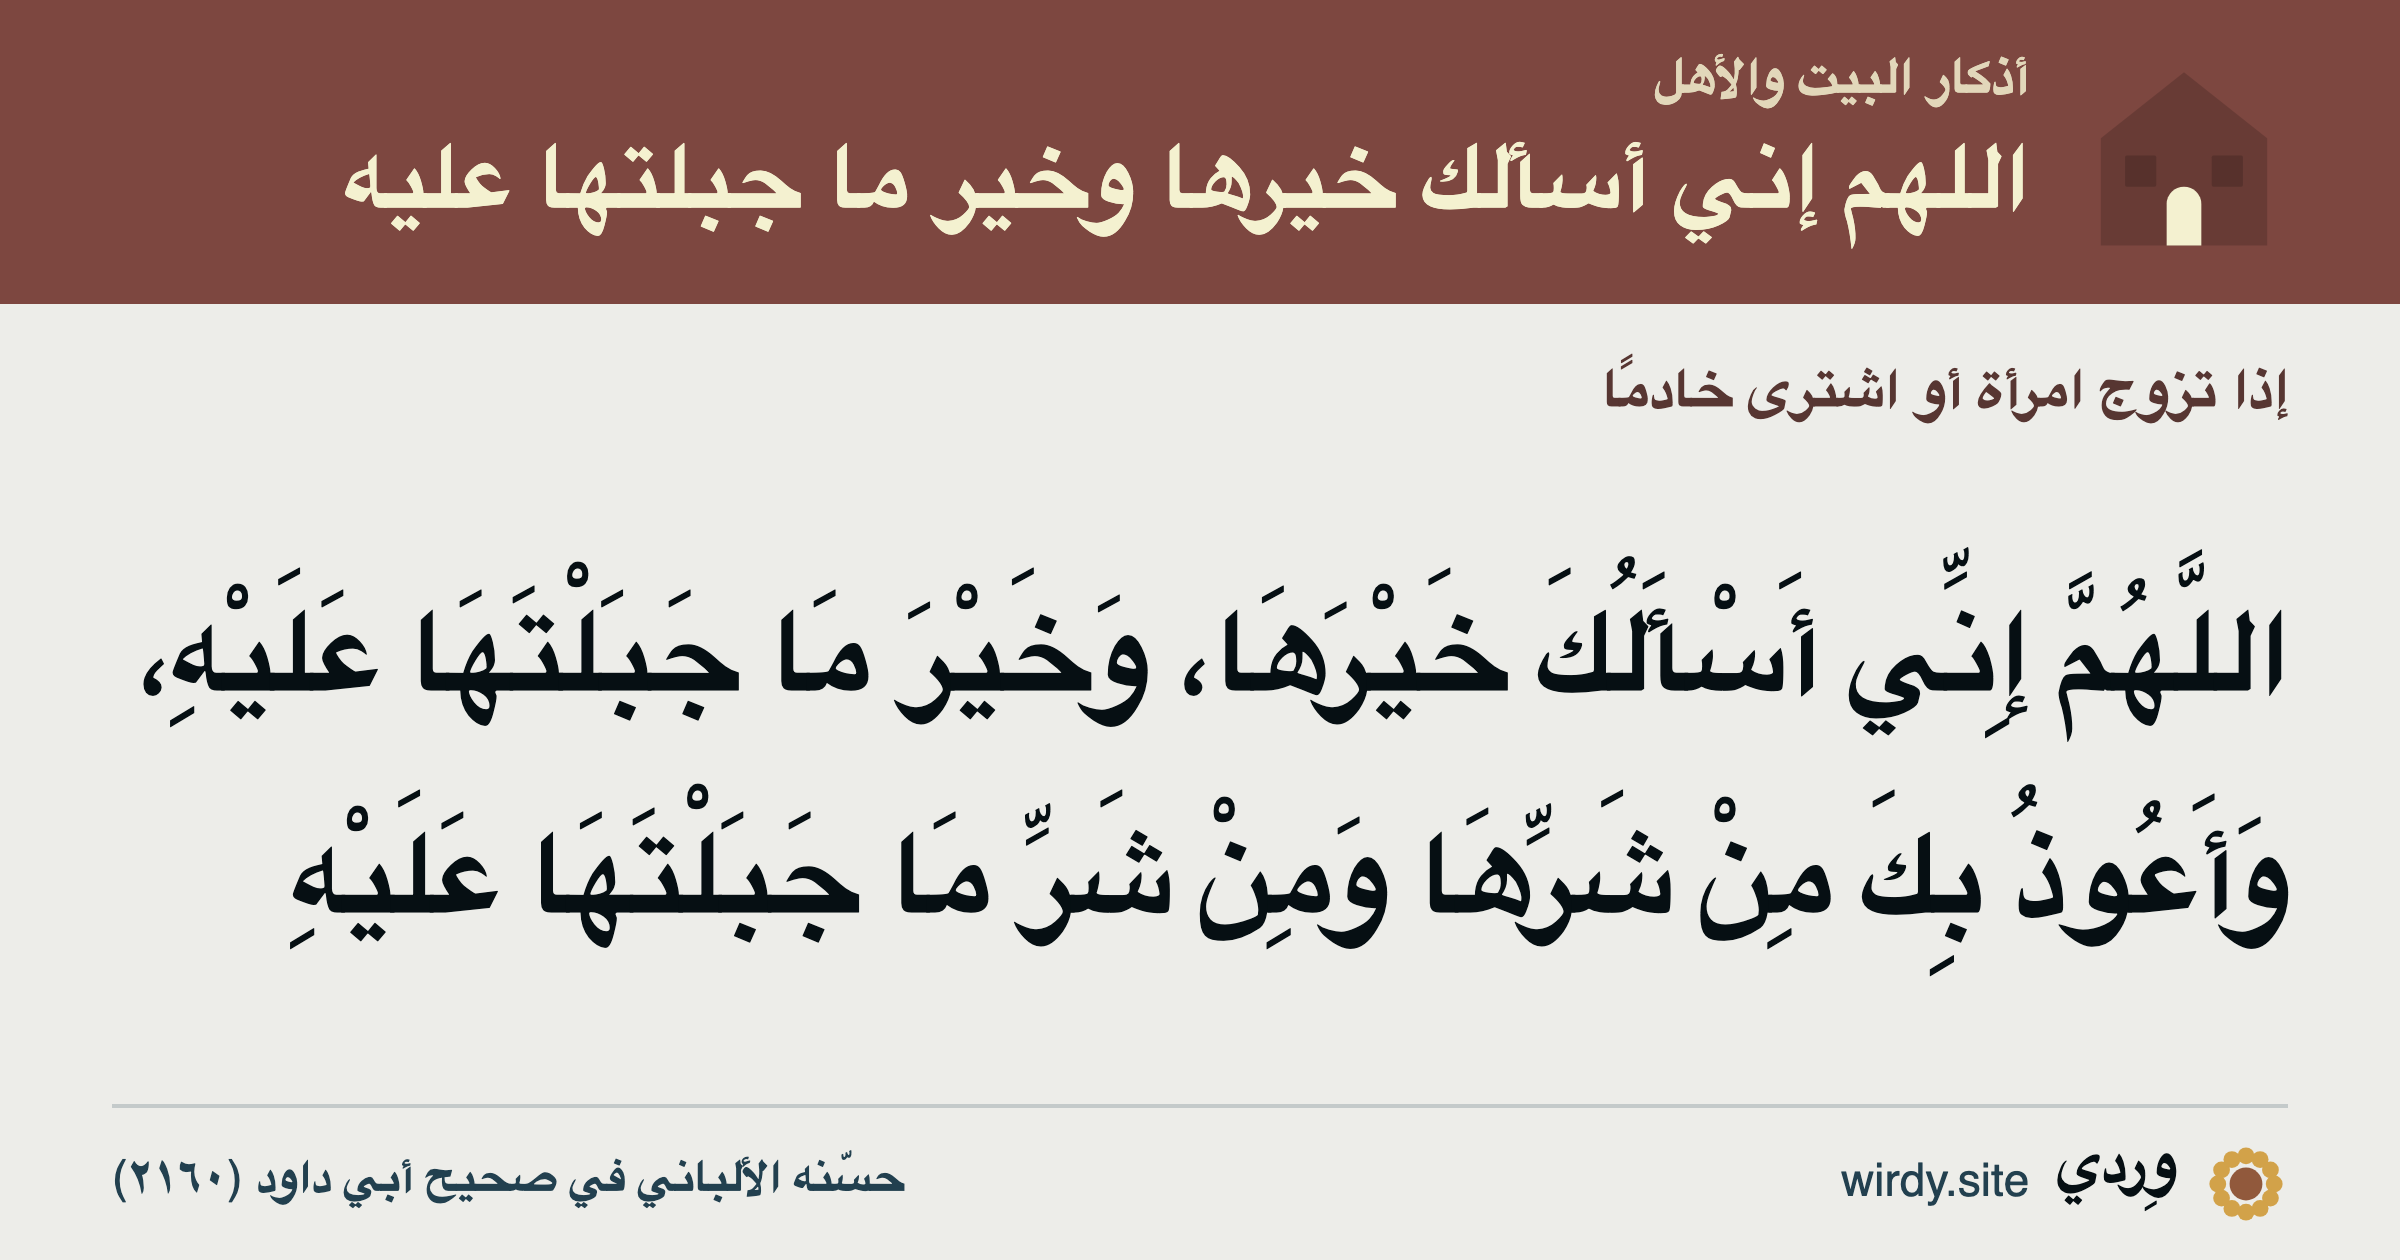 أذكار البيت والأهل
اللهم إني أسألك خيرها وخير ما جبلتها عليه
إذا تزوج امرأة أو اشترى خادمًا
اللَّهُمَّ إِنِّي أَسْأَلُكَ خَيْرَهَا، وَخَيْرَ مَا جَبَلْتَهَا عَلَيْهِ،
وَأَعُوذُ بِكَ مِنْ شَرِّهَا وَمِنْ شَرِّ مَا جَبَلْتَهَا عَلَيْهِ
وِردي wirdy.site
حسّنه الألباني في صحيح أبي داود (٢١٦٠)